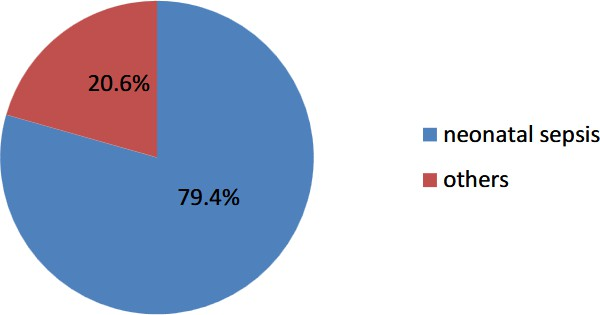 20.6%
79.4%
neonatal sepsis
others